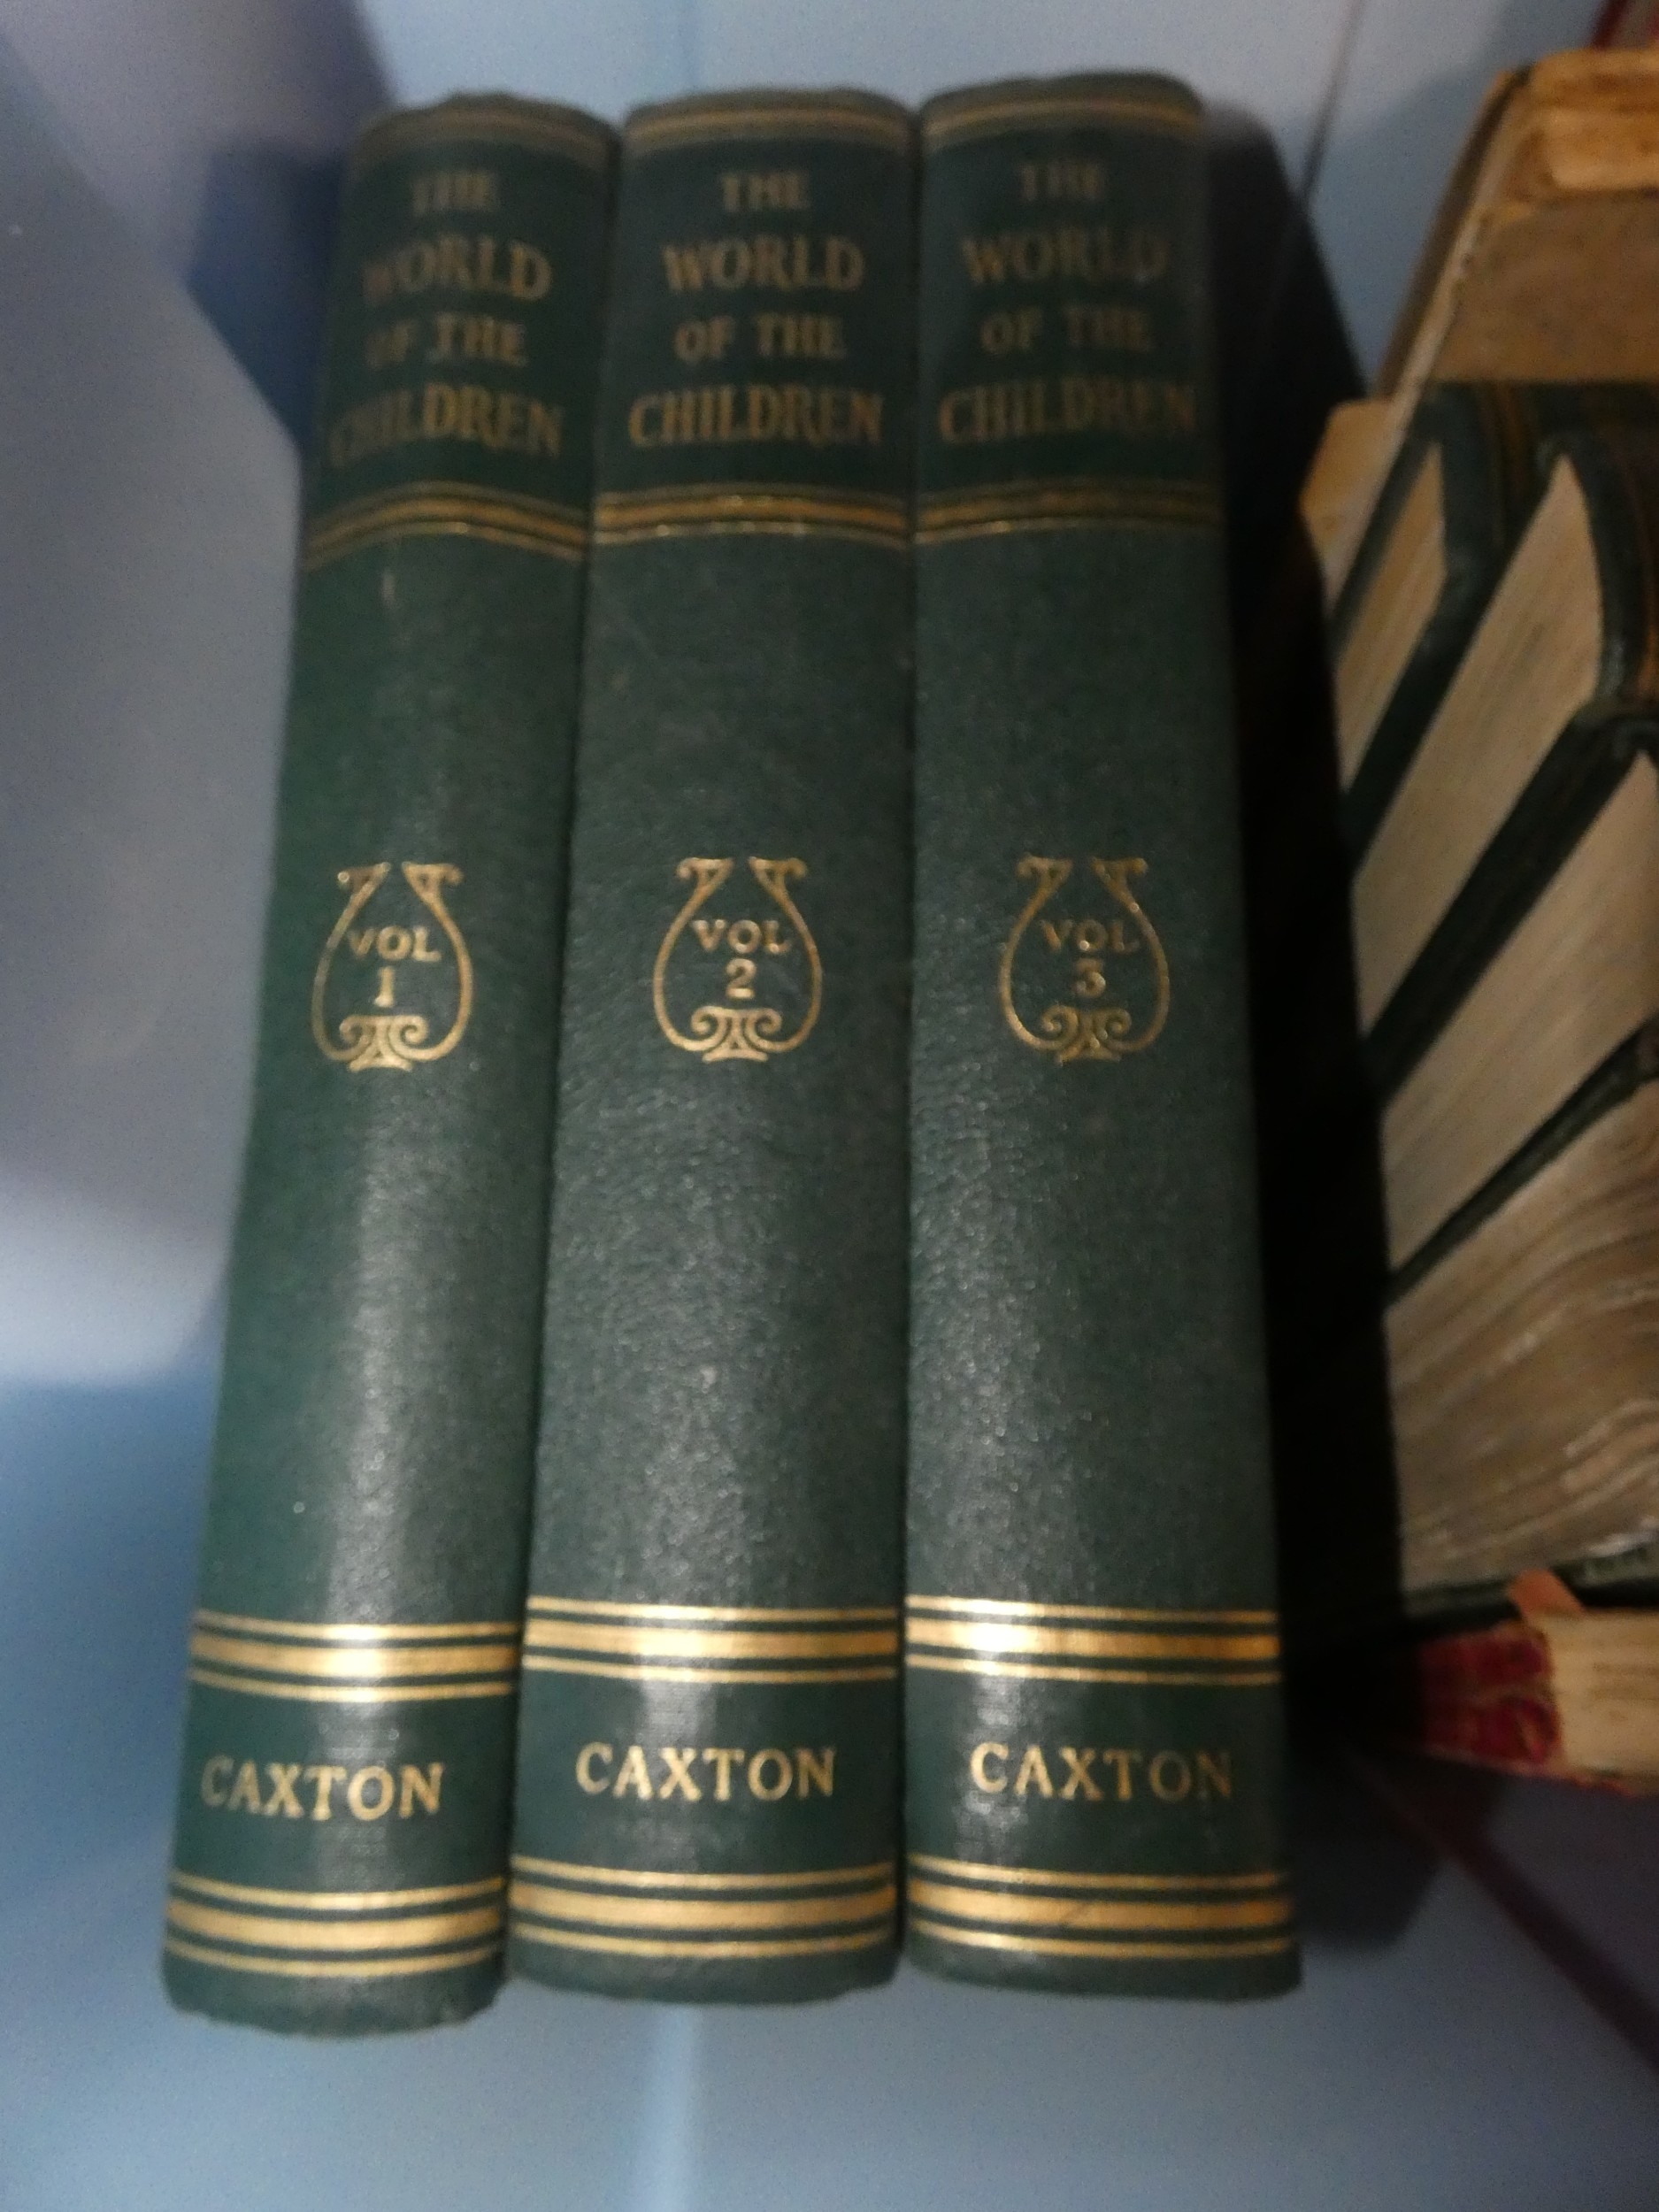 THE
WORLD
OF THE
CHILDREN
VOL
1
CAXTON
THE
WORLD
OF THE
CHILDREN
VOL
2
CAXTON
THE
WORLD
OF THE
CHILDREN
VOL
3
CAXTON